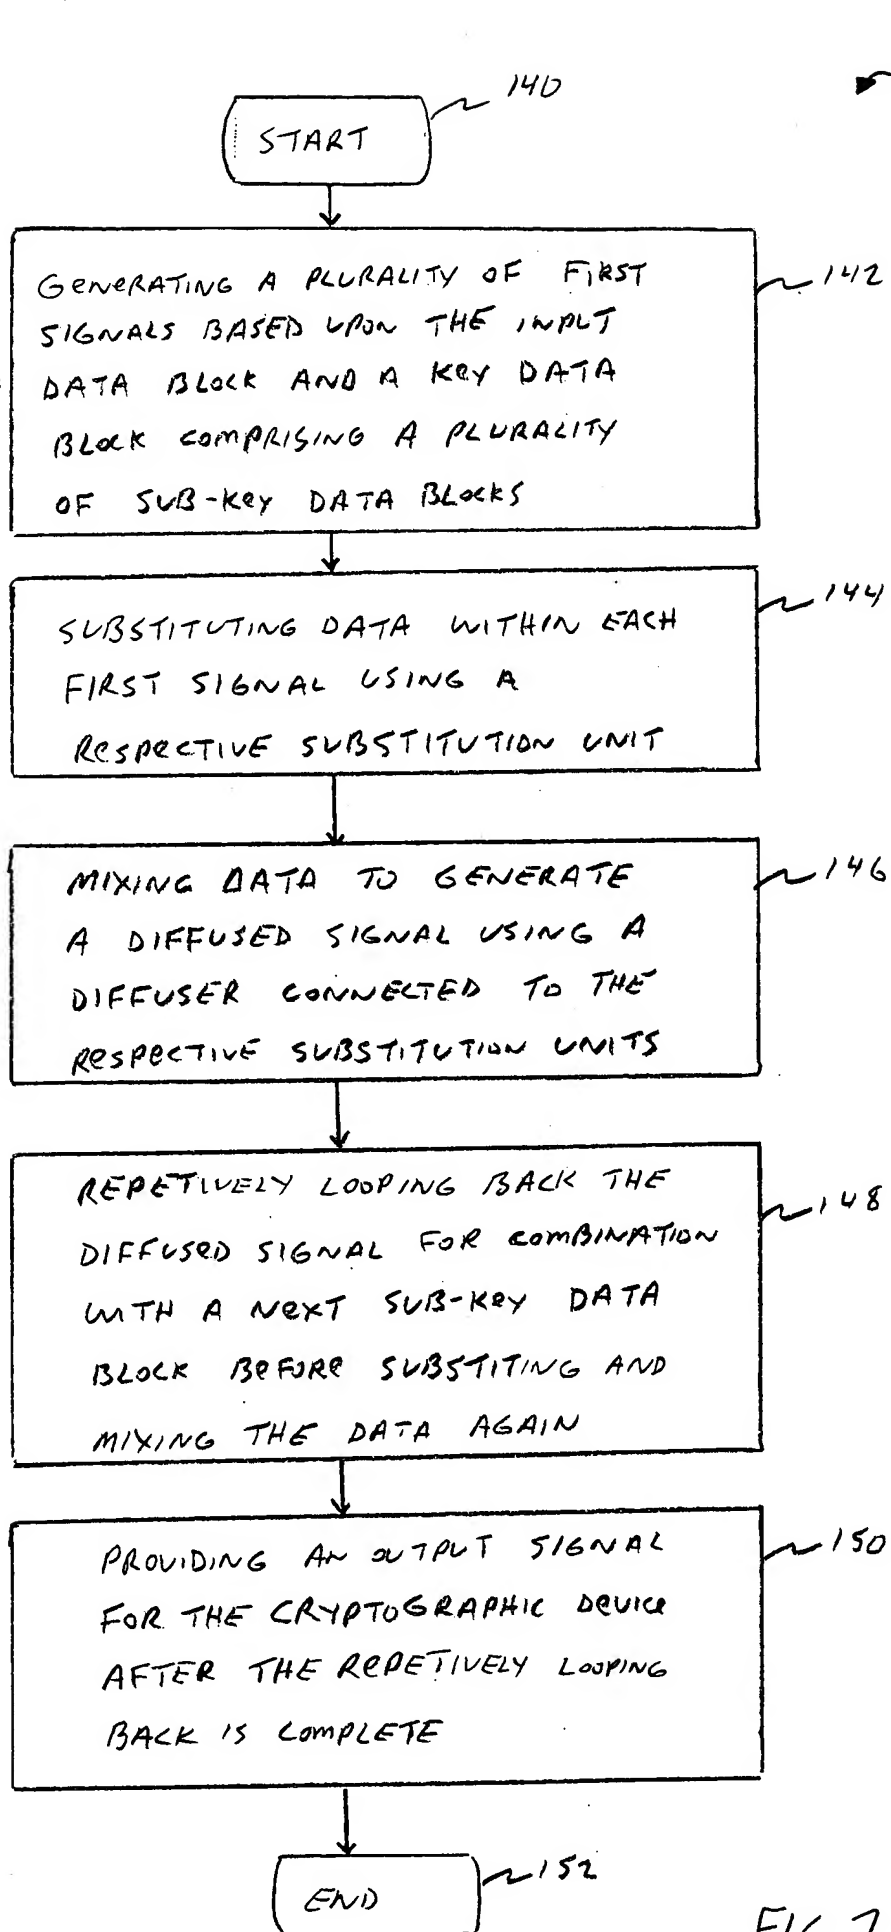 140
START
142
GENERATING A PLURALITY OF FIRST
SIGNALS BASED UPON THE INPUT
DATA BLOCK AND A KEY DATA
BLOCK COMPRISING A PLURALITY
OF SUB-KEY DATA BLOCKS
144
SUBSTITUTING DATA WITHIN EACH
FIRST SIGNAL USING A
RESPECTIVE SUBSTITUTION UNIT
146
MIXING DATA TO GENERATE
A DIFFUSED SIGNAL USING A
DIFFUSER CONNECTED TO THE
RESPECTIVE SUBSTITUTION UNITS
148
REPETIVELY LOOPING BACK THE
DIFFUSED SIGNAL FOR COMBINATION
WITH A NEXT SUB-KEY DATA
BLOCK BEFORE SUBSTITING AND
MIXING THE DATA AGAIN
150
PROVIDING AN OUTPUT SIGNAL
FOR THE CRYPTOGRAPHIC DEVICE
AFTER THE REPETIVELY LOOPING
BACK IS COMPLETE
152
END
FIG.